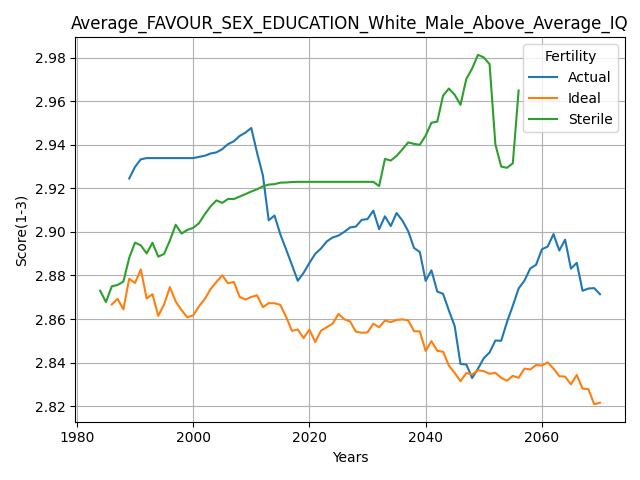 Average_FAVOUR_SEX_EDUCATION_White_Male_Above_Average_IQ
Fertility
Actual
Ideal
Sterile
Score(1-3)
2.98
2.96
2.94
2.92
2.90
2.88
2.86
2.84
2.82
1980
2000
2020
2040
2060
Years